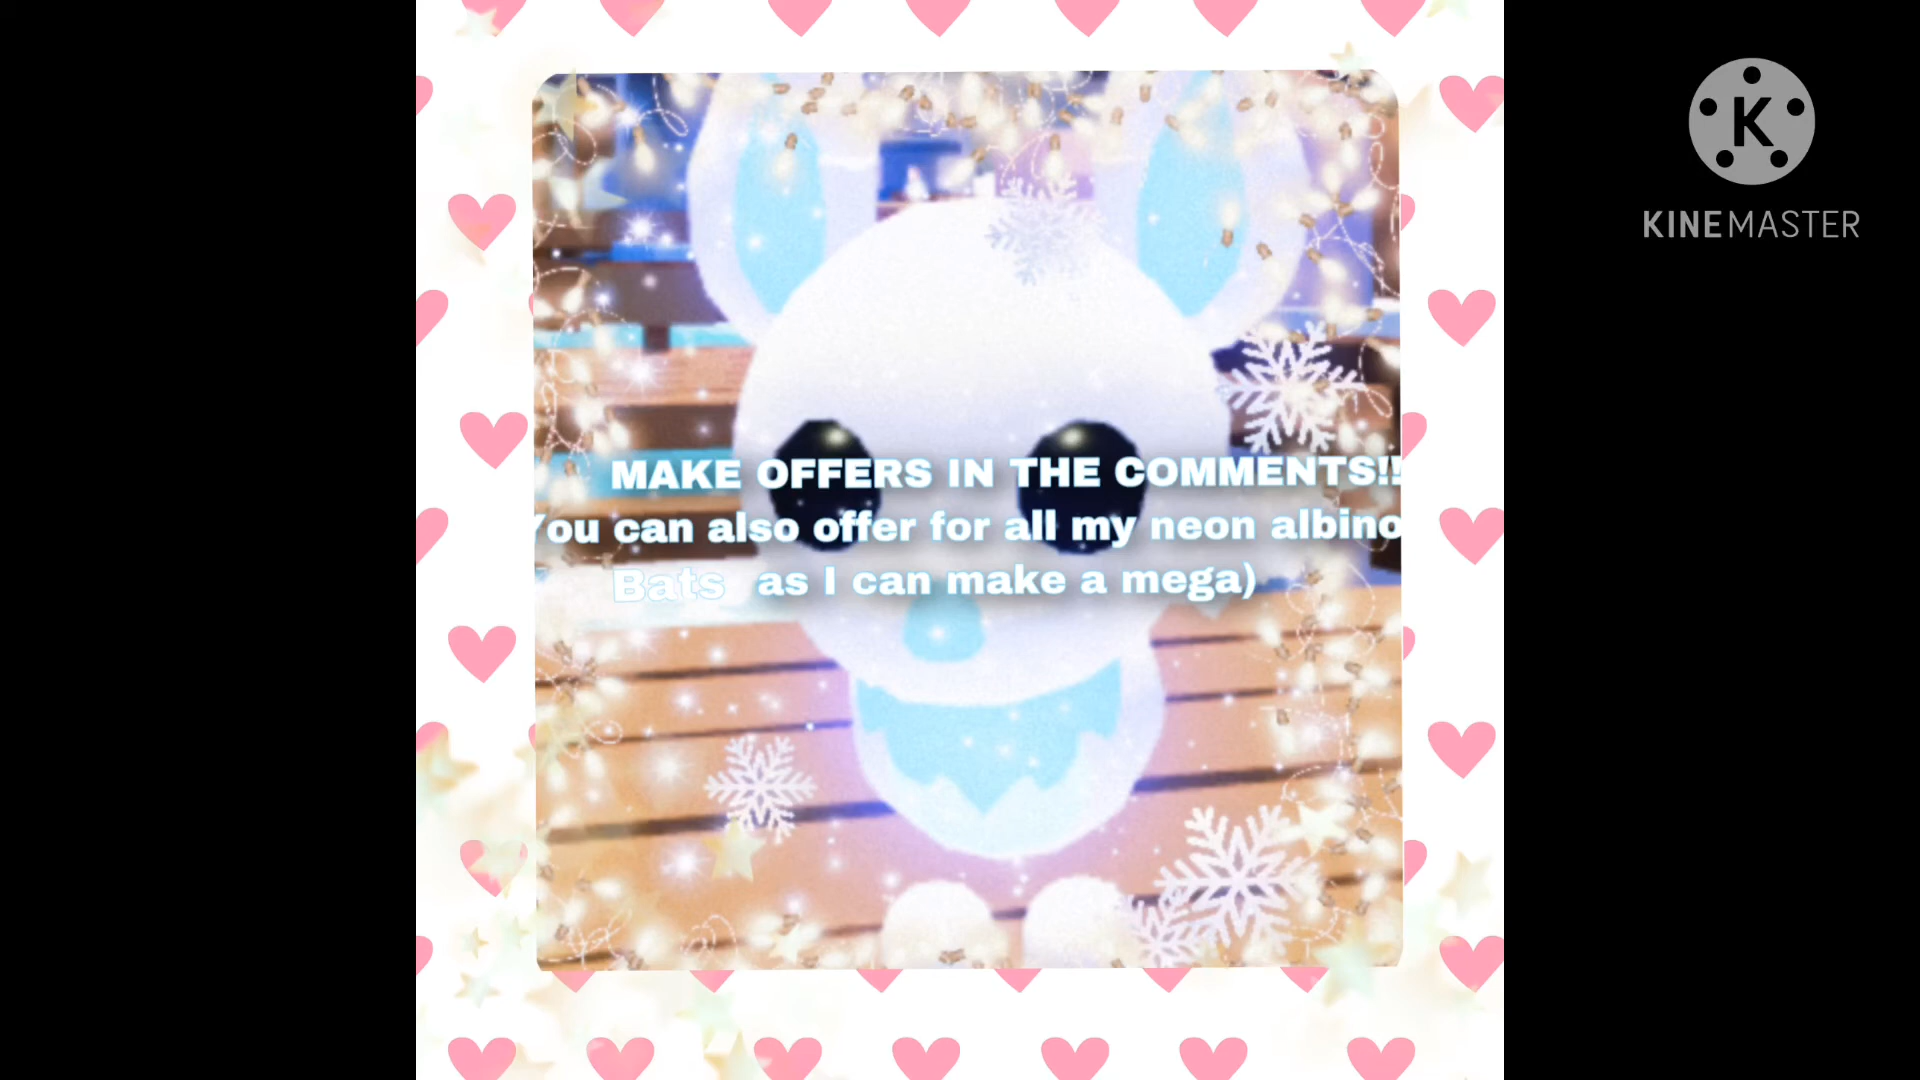 MAKE OFFERS IN THE COMMENTS!!
You can also offer for all my neon albino
Bats as I can make a mega)
K
KINEMASTER